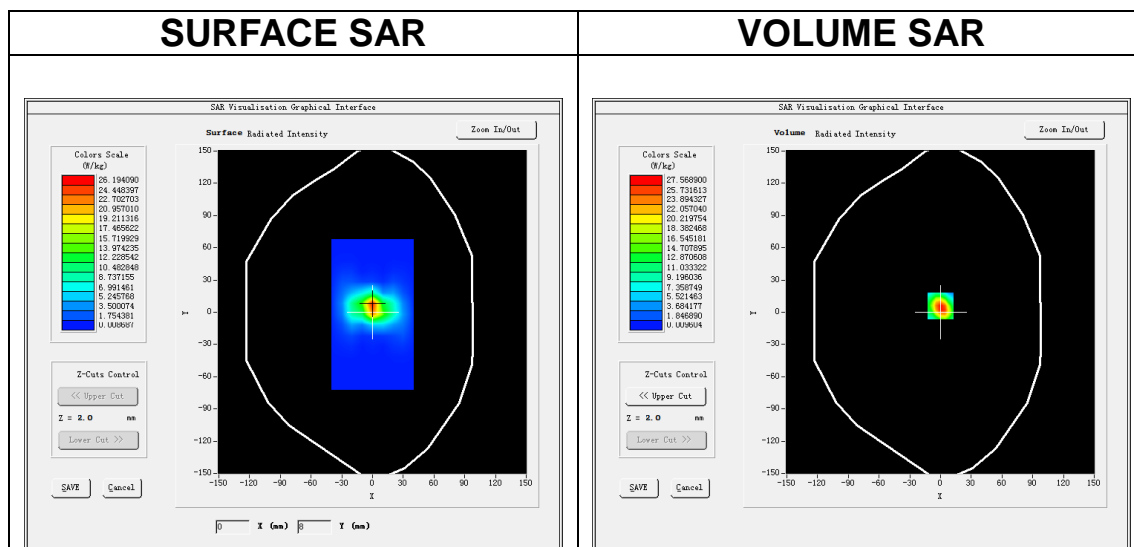 SURFACE SAR
VOLUME SAR
SAR Visualisation Graphical Interface
Surface Radiated Intensity
Zoom In/Out
Colors Scale
(W/kg)
26.194090
24.448397
22.702703
20.957010
19.211316
17.465622
15.719929
13.974235
12.228542
10.482848
8.737155
6.991461
5.245768
3.500074
1.754381
0.008687
150
120
90
60
30
0
-30
-60
-90
-120
-150
Y
-150 -120 -90 -60 -30 0 30 60 90 120 150
X
Z-Cuts Control
<< Upper Cut
Z = 2.0 mm
Lower Cut >>
SAVE Cancel
0 X (mm) 8 Y (mm)
SAR Visualisation Graphical Interface
Volume Radiated Intensity
Zoom In/Out
Colors Scale
(W/kg)
27.568900
25.731613
23.894327
22.057040
20.219754
18.382468
16.545181
14.707895
12.870608
11.033322
9.196036
7.358749
5.521463
3.684177
1.846890
0.009604
150
120
90
60
30
0
-30
-60
-90
-120
-150
Y
-150 -120 -90 -60 -30 0 30 60 90 120 150
X
Z-Cuts Control
<< Upper Cut
Z = 2.0 mm
Lower Cut >>
SAVE Cancel